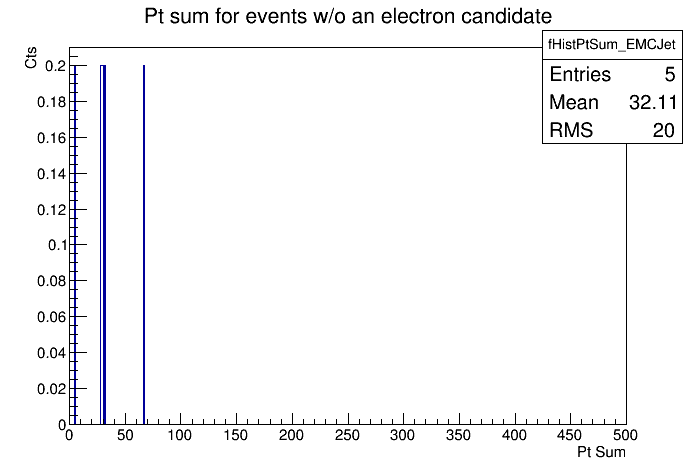 Pt sum for events w/o an electron candidate
fHistPtSum_EMCJet
Entries 5
Mean 32.11
RMS 20
Cts
0.2
0.18
0.16
0.14
0.12
0.1
0.08
0.06
0.04
0.02
0
0 50 100 150 200 250 300 350 400 450 500
Pt Sum